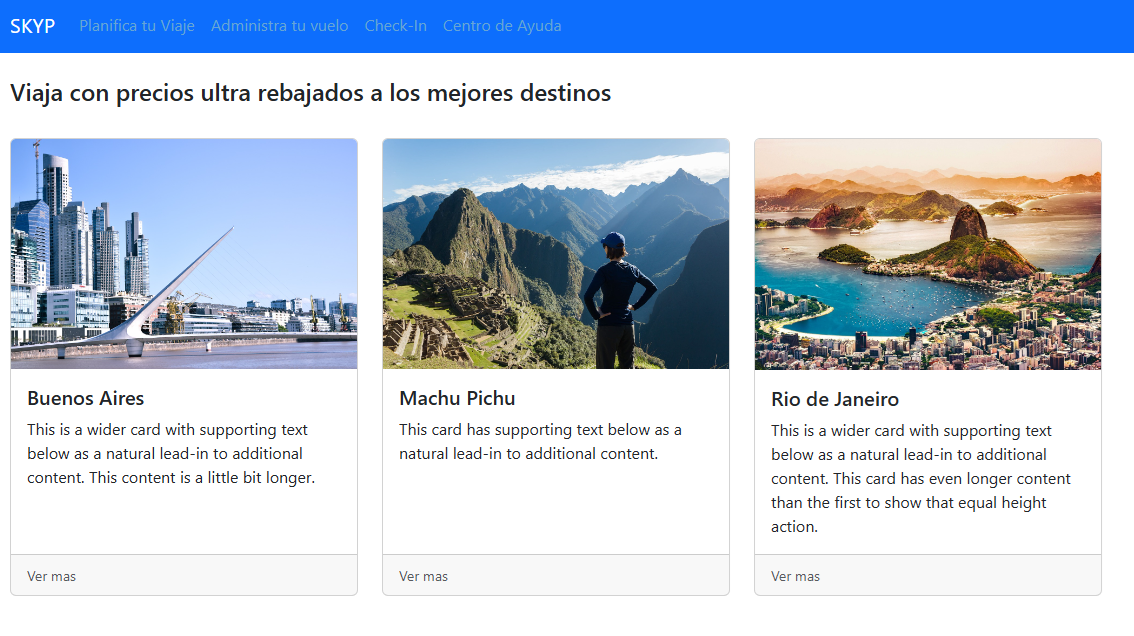 SKYP Planifica tu Viaje Administra tu vuelo Check-In Centro de Ayuda
Viaja con precios ultra rebajados a los mejores destinos
Buenos Aires
This is a wider card with supporting text
below as a natural lead-in to additional
content. This content is a little bit longer.
Ver mas
Machu Pichu
This card has supporting text below as a
natural lead-in to additional content.
Ver mas
Rio de Janeiro
This is a wider card with supporting text
below as a natural lead-in to additional
content. This card has even longer content
than the first to show that equal height
action.
Ver mas